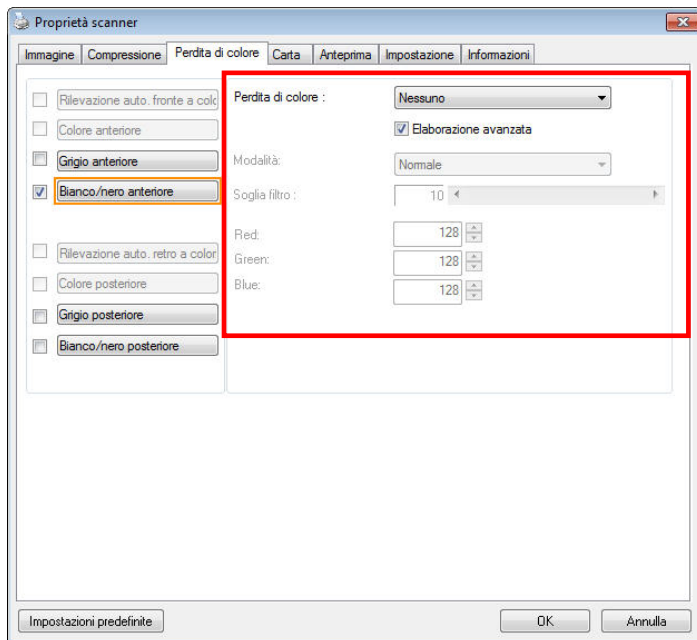 Proprietà scanner
Immagine Compressione Perdita di colore Carta Anteprima Impostazione Informazioni
Rilevazione auto. fronte a colo
Colore anteriore
Grigio anteriore
Bianco/nero anteriore
Rilevazione auto. retro a color
Colore posteriore
Grigio posteriore
Bianco/nero posteriore
Perdita di colore : Nessuno
Elaborazione avanzata
Modalità: Normale
Soglia filtro : 10
Red: 128
Green: 128
Blue: 128
Impostazioni predefinite OK Annulla